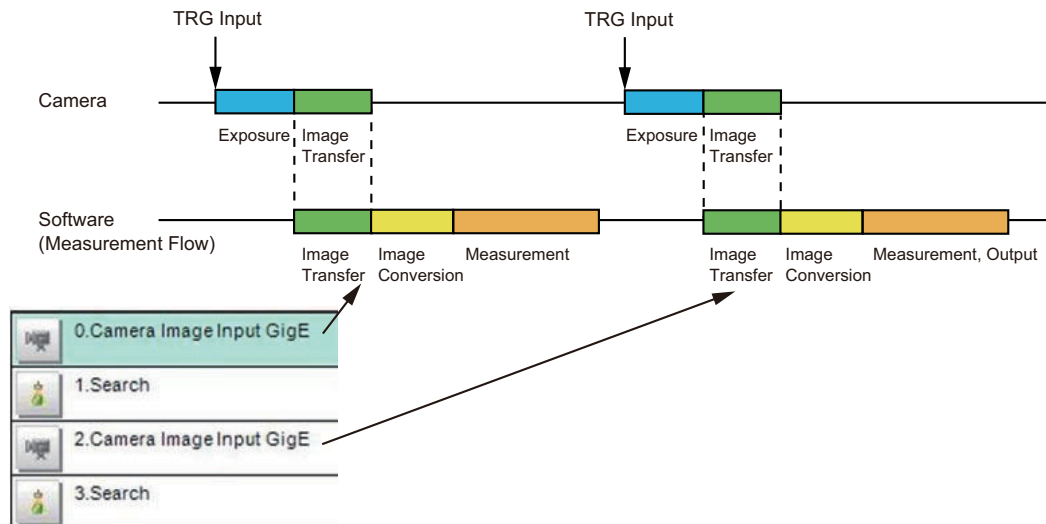 TRG Input
TRG Input
Camera
Exposure
Image
Transfer
Exposure
Image
Transfer
Software
(Measurement Flow)
Image
Transfer
Image
Conversion
Measurement
Image
Transfer
Image
Conversion
Measurement, Output
0.Camera Image Input GigE
1.Search
2.Camera Image Input GigE
3.Search